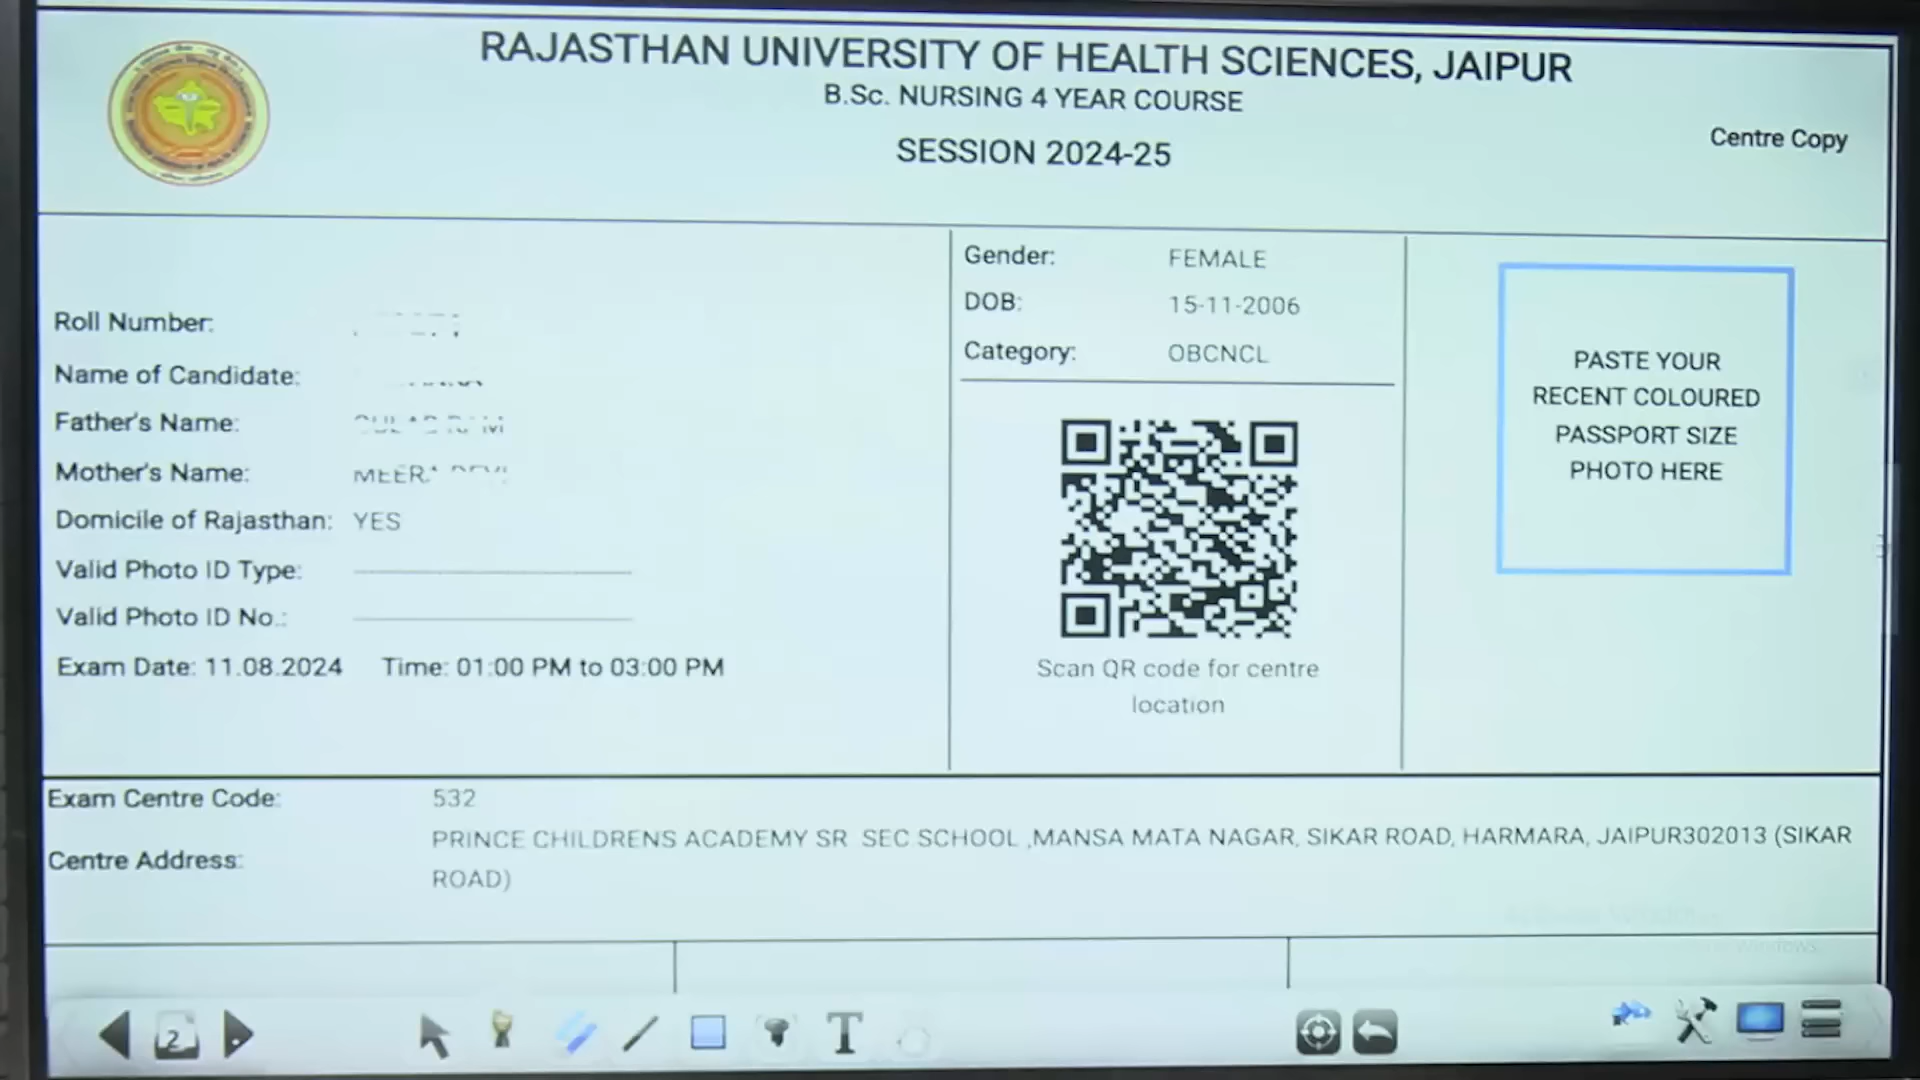 RAJASTHAN UNIVERSITY OF HEALTH SCIENCES, JAIPUR
B.Sc. NURSING 4 YEAR COURSE
SESSION 2024-25
Centre Copy
Roll Number:
Name of Candidate:
Father's Name:
Mother's Name:
Domicile of Rajasthan: YES
Valid Photo ID Type:
Valid Photo ID No.:
Exam Date: 11.08.2024 Time: 01:00 PM to 03:00 PM
Gender: FEMALE
DOB: 15-11-2006
Category: OBCNCL
Scan QR code for centre
location
PASTE YOUR
RECENT COLOURED
PASSPORT SIZE
PHOTO HERE
Exam Centre Code: 532
Centre Address: PRINCE CHILDRENS ACADEMY SR SEC SCHOOL ,MANSA MATA NAGAR, SIKAR ROAD, HARMARA, JAIPUR302013 (SIKAR
ROAD)
2
T